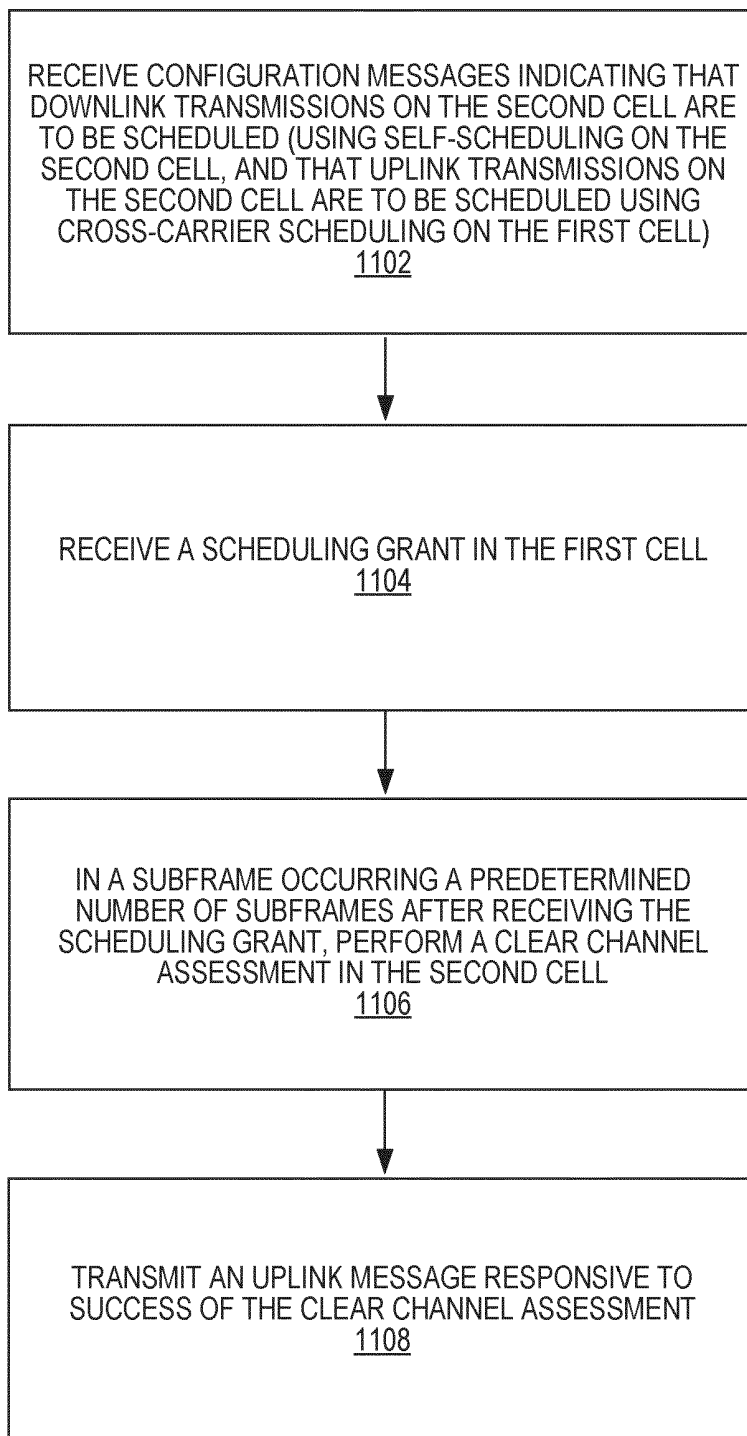 RECEIVE CONFIGURATION MESSAGES INDICATING THAT
DOWNLINK TRANSMISSIONS ON THE SECOND CELL ARE
TO BE SCHEDULED (USING SELF-SCHEDULING ON THE
SECOND CELL, AND THAT UPLINK TRANSMISSIONS ON
THE SECOND CELL ARE TO BE SCHEDULED USING
CROSS-CARRIER SCHEDULING ON THE FIRST CELL)
1102
RECEIVE A SCHEDULING GRANT IN THE FIRST CELL
1104
IN A SUBFRAME OCCURRING A PREDETERMINED
NUMBER OF SUBFRAMES AFTER RECEIVING THE
SCHEDULING GRANT, PERFORM A CLEAR CHANNEL
ASSESSMENT IN THE SECOND CELL
1106
TRANSMIT AN UPLINK MESSAGE RESPONSIVE TO
SUCCESS OF THE CLEAR CHANNEL ASSESSMENT
1108